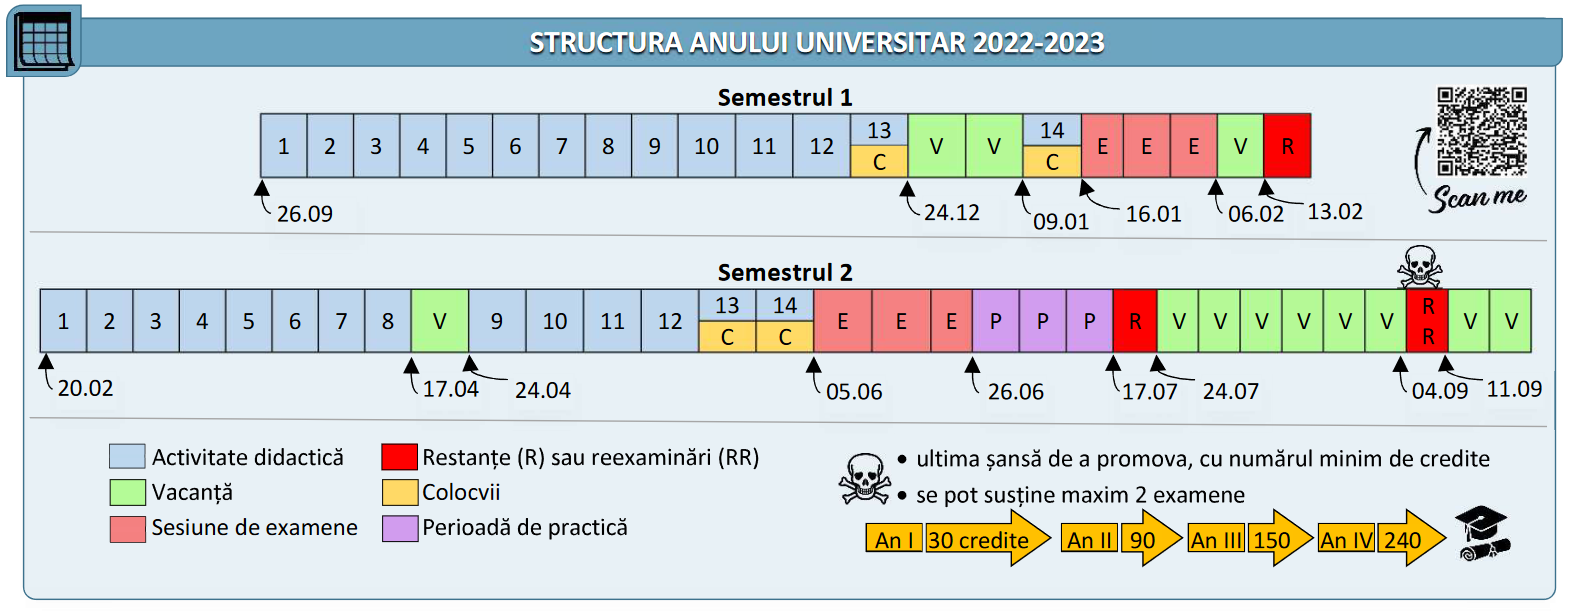 STRUCTURA ANULUI UNIVERSITAR 2022-2023
Semestrul 1
1 2 3 4 5 6 7 8 9 10 11 12 13 C V V 14 C E E E V R
26.09 24.12 09.01 16.01 06.02 13.02
Scan me
Semestrul 2
1 2 3 4 5 6 7 8 V 9 10 11 12 13 C 14 C E E E P P P R V V V V V V R R V V
20.02 17.04 24.04 05.06 26.06 17.07 24.07 04.09 11.09
Activitate didactică
Vacanță
Sesiune de examene
Restanțe (R) sau reexaminări (RR)
Colocvii
Perioadă de practică
• ultima șansă de a promova, cu numărul minim de credite
• se pot susține maxim 2 examene
An I 30 credite An II 90 An III 150 An IV 240